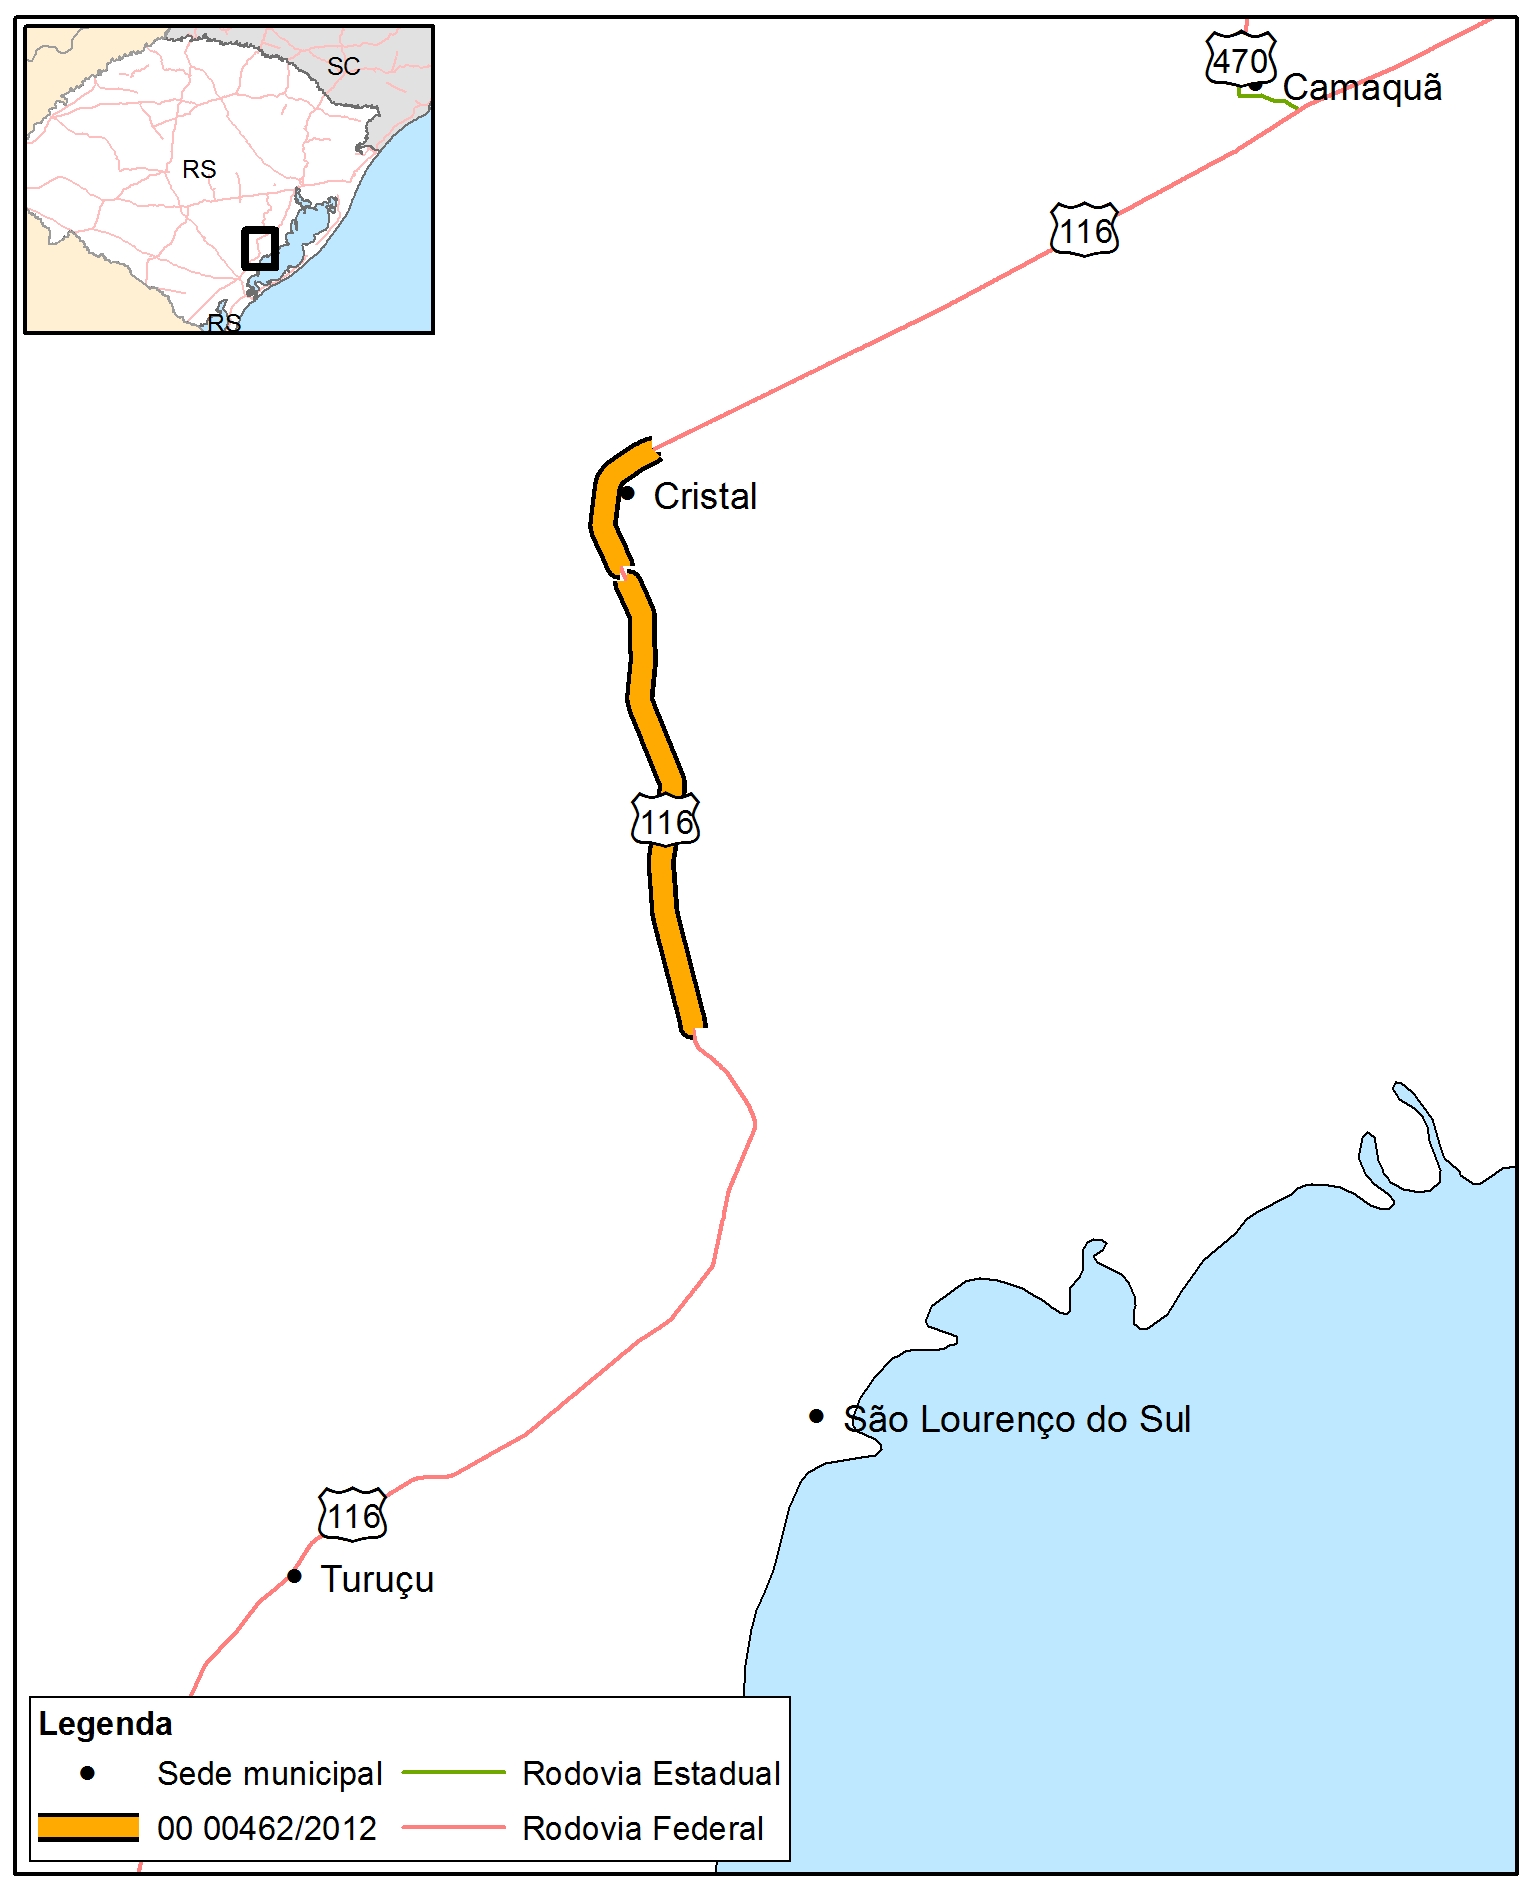 SC
RS
RS
470
Camaquã
116
Cristal
116
São Lourenço do Sul
116
Turuçu
Legenda
Sede municipal
Rodovia Estadual
00 00462/2012
Rodovia Federal